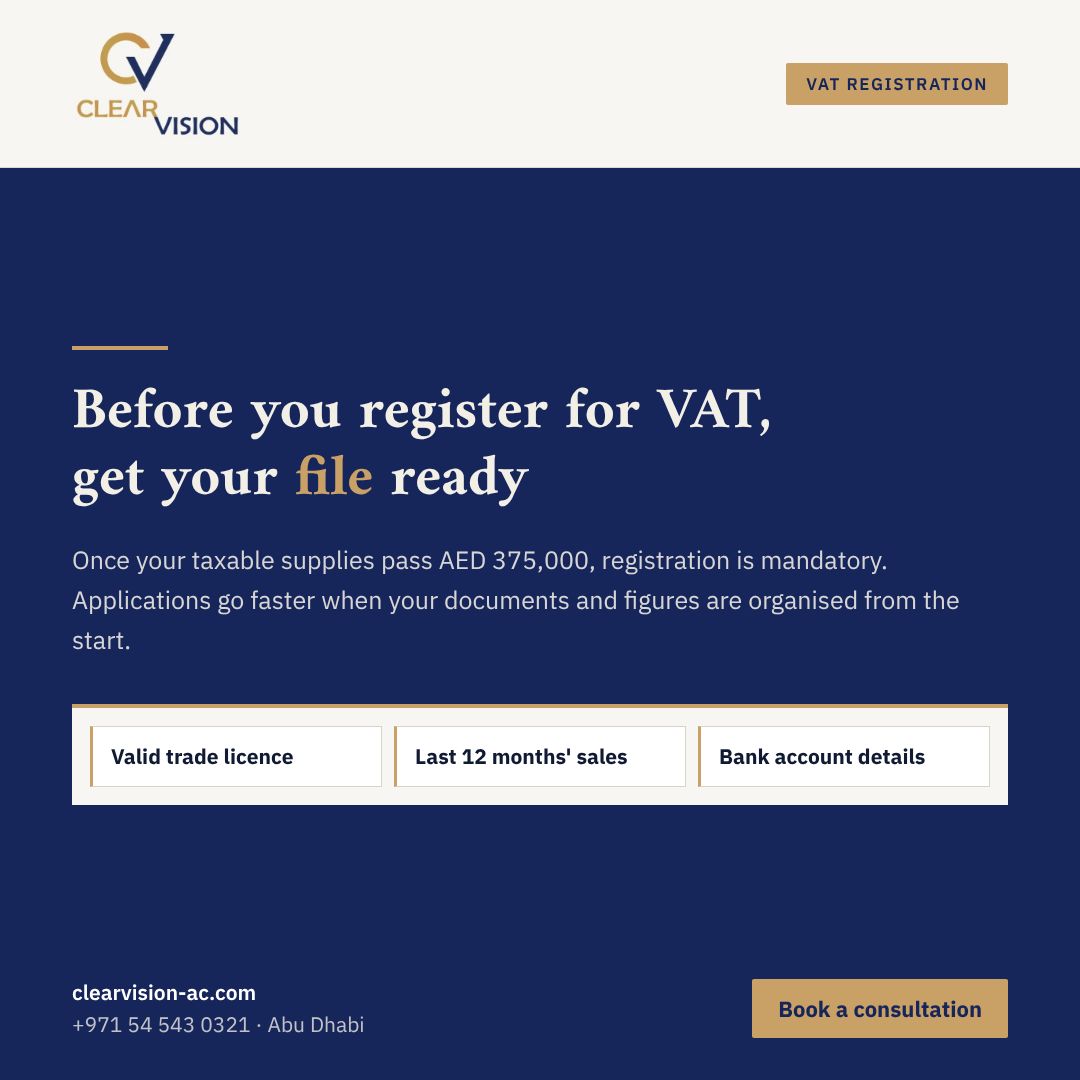 CLEAR
VISION
VAT REGISTRATION
Before you register for VAT,
get your file ready
Once your taxable supplies pass AED 375,000, registration is mandatory.
Applications go faster when your documents and figures are organised from the
start.
Valid trade licence
Last 12 months' sales
Bank account details
clearvision-ac.com
+971 54 543 0321 · Abu Dhabi
Book a consultation